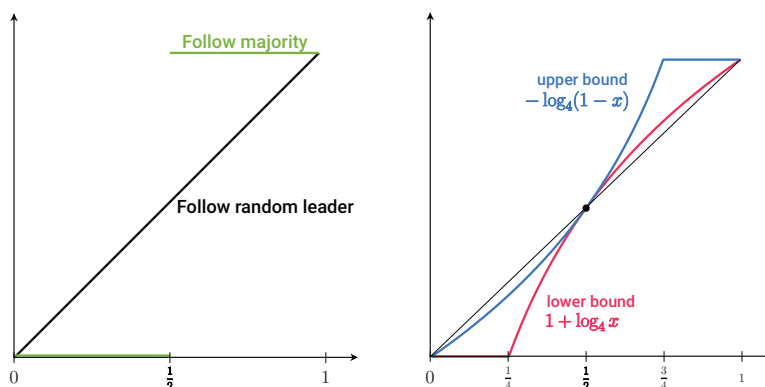 Follow majority
Follow random leader
0
1/2
1
upper bound
−log₄(1 − x)
lower bound
1 + log₄ x
0
1/4
1/2
3/4
1